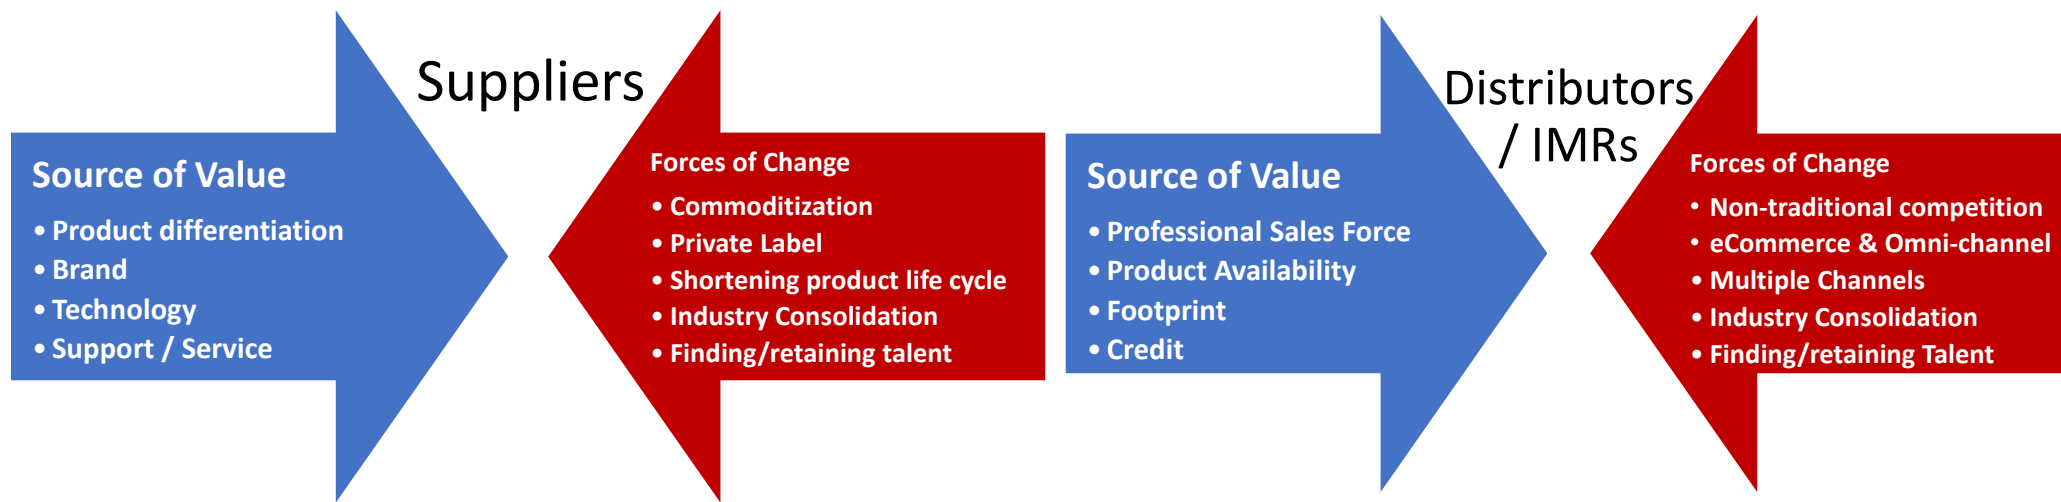 Suppliers
Source of Value
• Product differentiation
• Brand
• Technology
• Support / Service
Forces of Change
• Commoditization
• Private Label
• Shortening product life cycle
• Industry Consolidation
• Finding/retaining talent
Distributors
/ IMRs
Source of Value
• Professional Sales Force
• Product Availability
• Footprint
• Credit
Forces of Change
• Non-traditional competition
• eCommerce & Omni-channel
• Multiple Channels
• Industry Consolidation
• Finding/retaining Talent